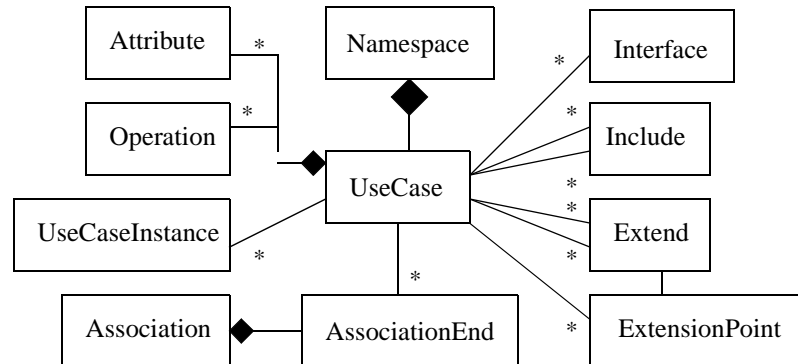 Attribute
*
Namespace
Interface
*
Operation
*
Include
*
UseCase
*
UseCaseInstance
*
Extend
*
*
*
Association
AssociationEnd
ExtensionPoint
*